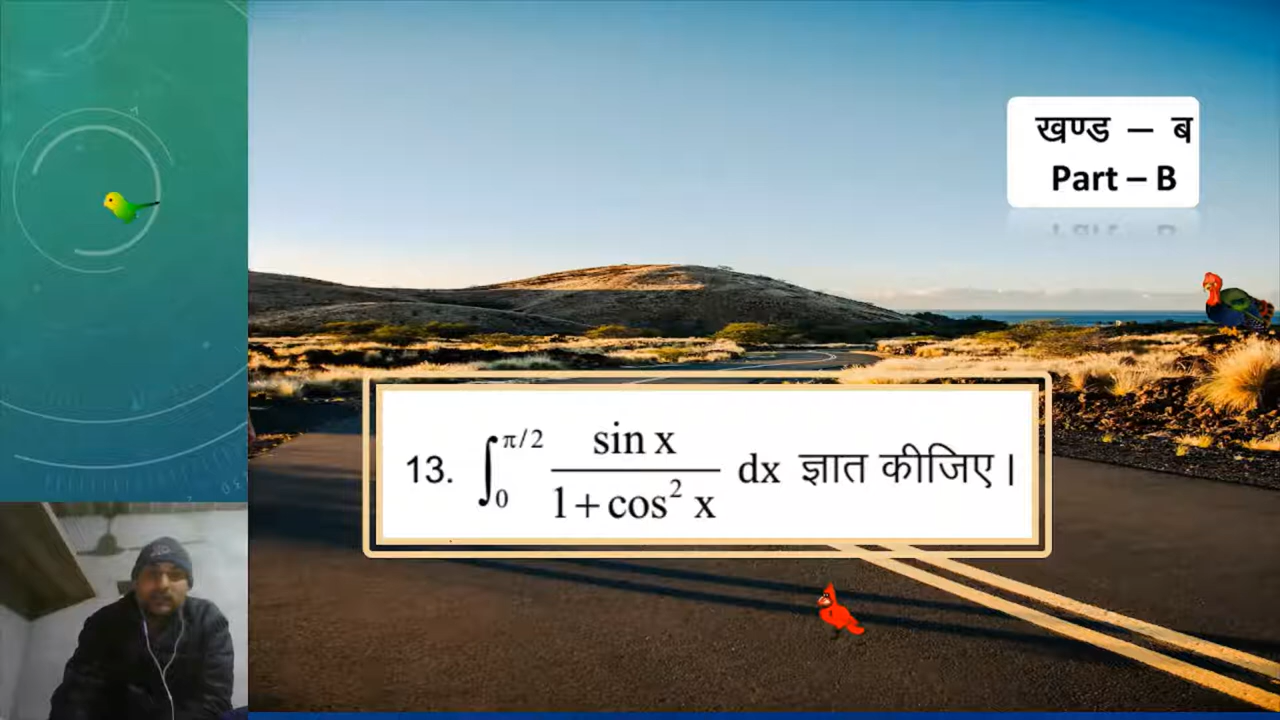 खण्ड – ब
Part – B
13. ∫₀^π/2 sin x / 1+cos² x dx ज्ञात कीजिए।